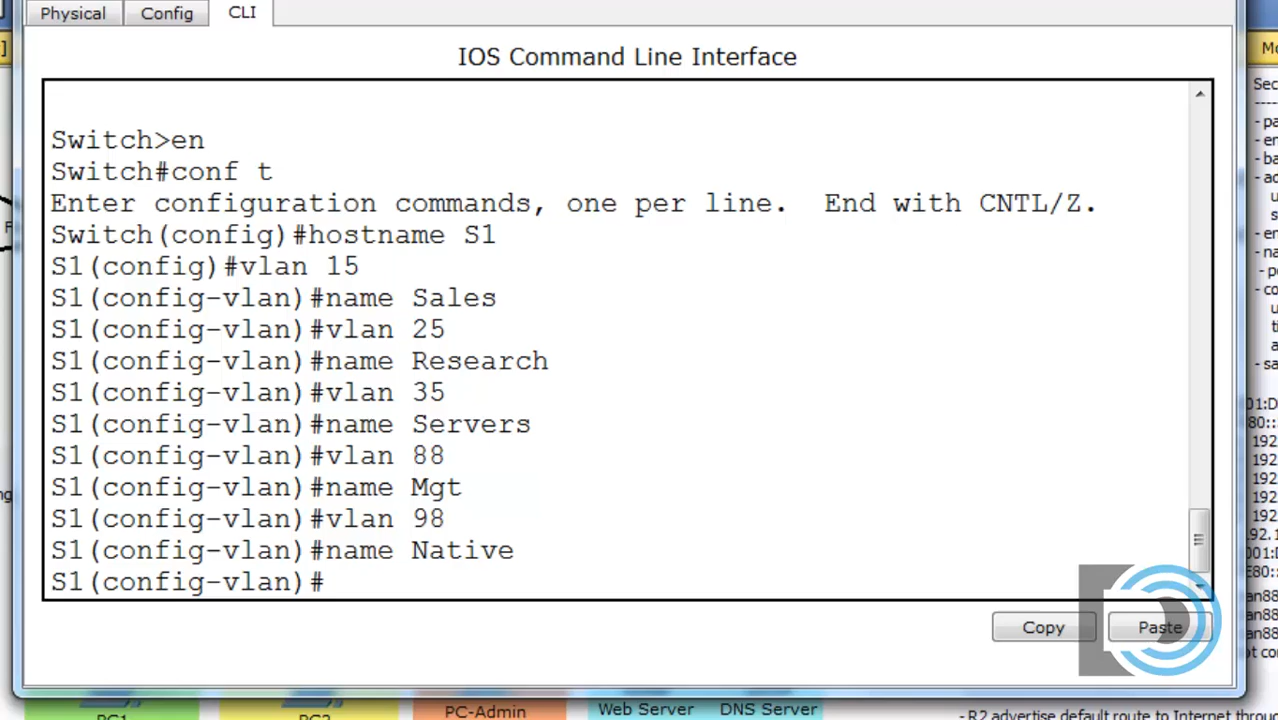 Physical Config CLI
IOS Command Line Interface
Switch>en
Switch#conf t
Enter configuration commands, one per line.  End with CNTL/Z.
Switch(config)#hostname S1
S1(config)#vlan 15
S1(config-vlan)#name Sales
S1(config-vlan)#vlan 25
S1(config-vlan)#name Research
S1(config-vlan)#vlan 35
S1(config-vlan)#name Servers
S1(config-vlan)#vlan 88
S1(config-vlan)#name Mgt
S1(config-vlan)#vlan 98
S1(config-vlan)#name Native
S1(config-vlan)#
Copy Paste
PC1 PC2 PC-Admin Web Server DNS Server
- R2 advertise default route to Internet throug